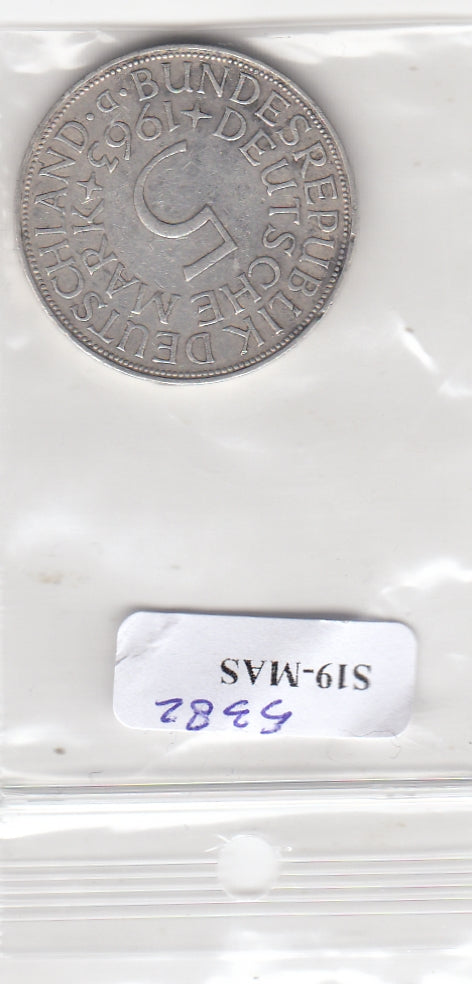 BUNDESREPUBLIK DEUTSCHLAND · G ·
1963 + DEUTSCHE MARK +
5
5382
S19-MAS